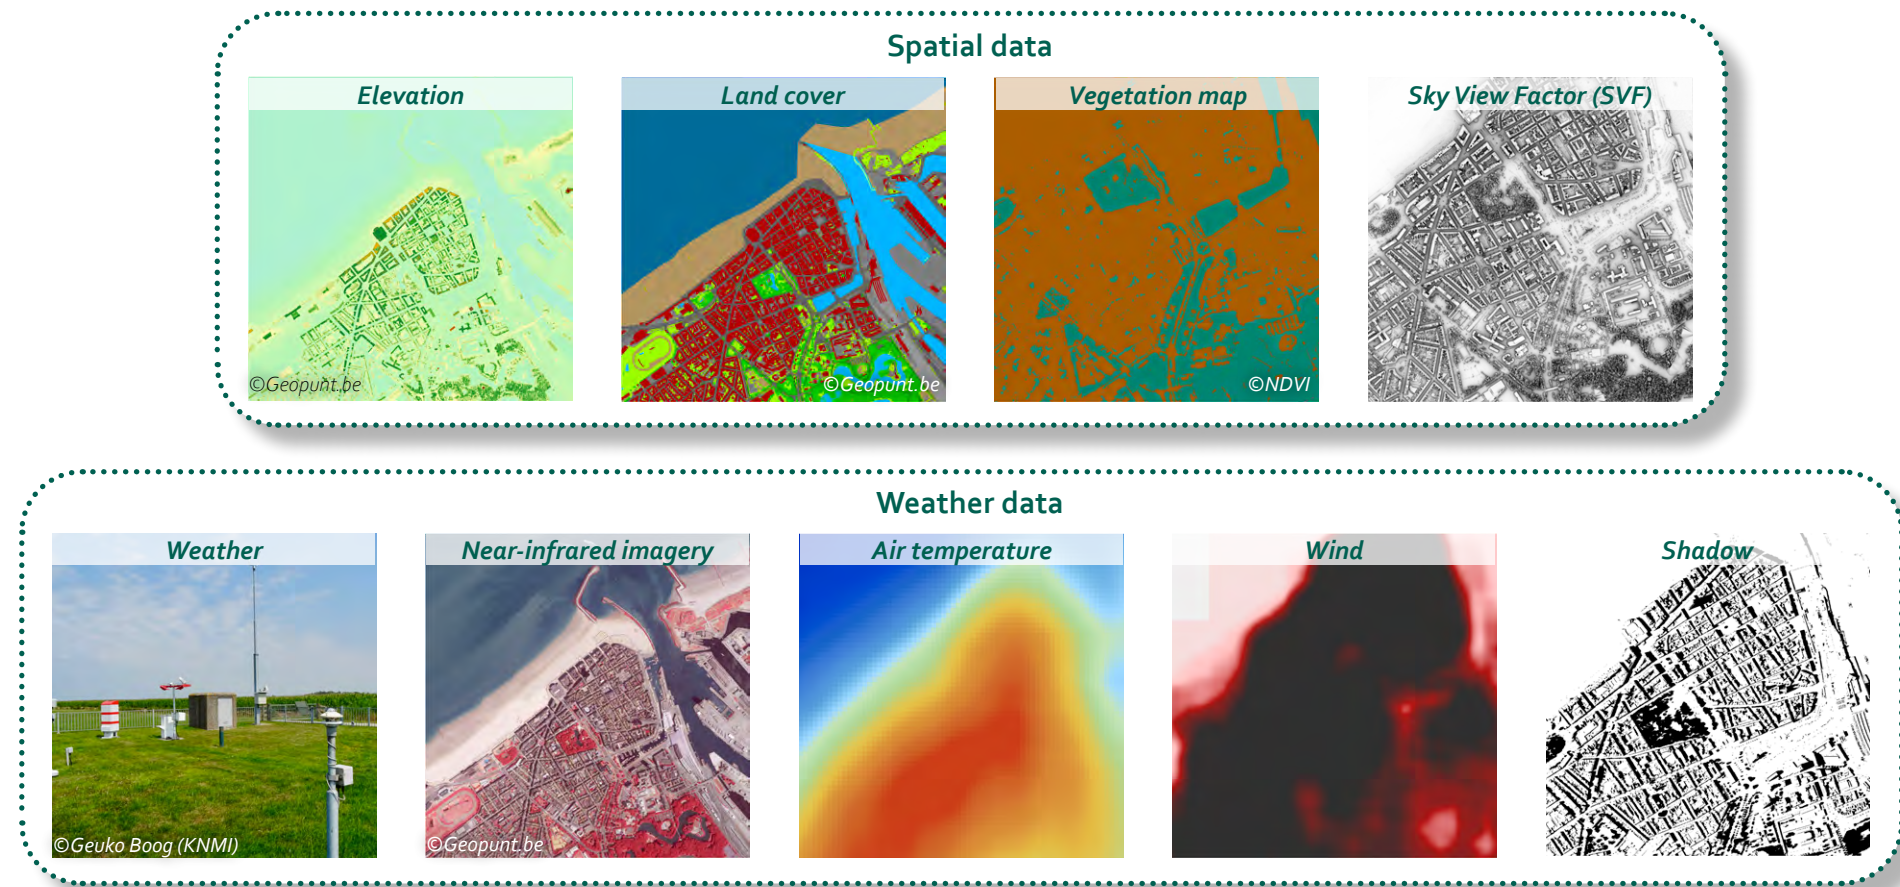 Spatial data
Elevation
Land cover
Vegetation map
Sky View Factor (SVF)
©Geopunt.be
©Geopunt.be
©NDVI
Weather data
Weather
Near-infrared imagery
Air temperature
Wind
Shadow
©Geuko Boog (KNMI)
©Geopunt.be